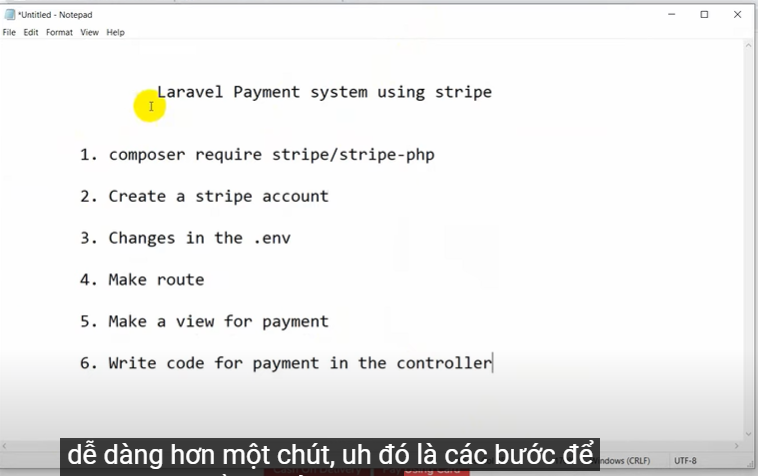 *Untitled - Notepad
File Edit Format View Help
Laravel Payment system using stripe
1. composer require stripe/stripe-php
2. Create a stripe account
3. Changes in the .env
4. Make route
5. Make a view for payment
6. Write code for payment in the controller
Windows (CRLF) UTF-8
dễ dàng hơn một chút, uh đó là các bước để